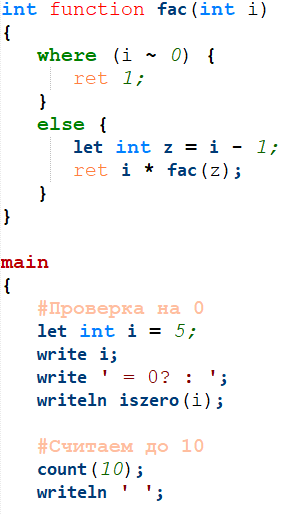 int function fac(int i)
{
where (i ~ 0) {
ret 1;
}
else {
let int z = i - 1;
ret i * fac(z);
}
}
main
{
#Проверка на 0
let int i = 5;
write i;
write ' = 0? : ';
writeln iszero(i);
#Считаем до 10
count(10);
writeln ' ';